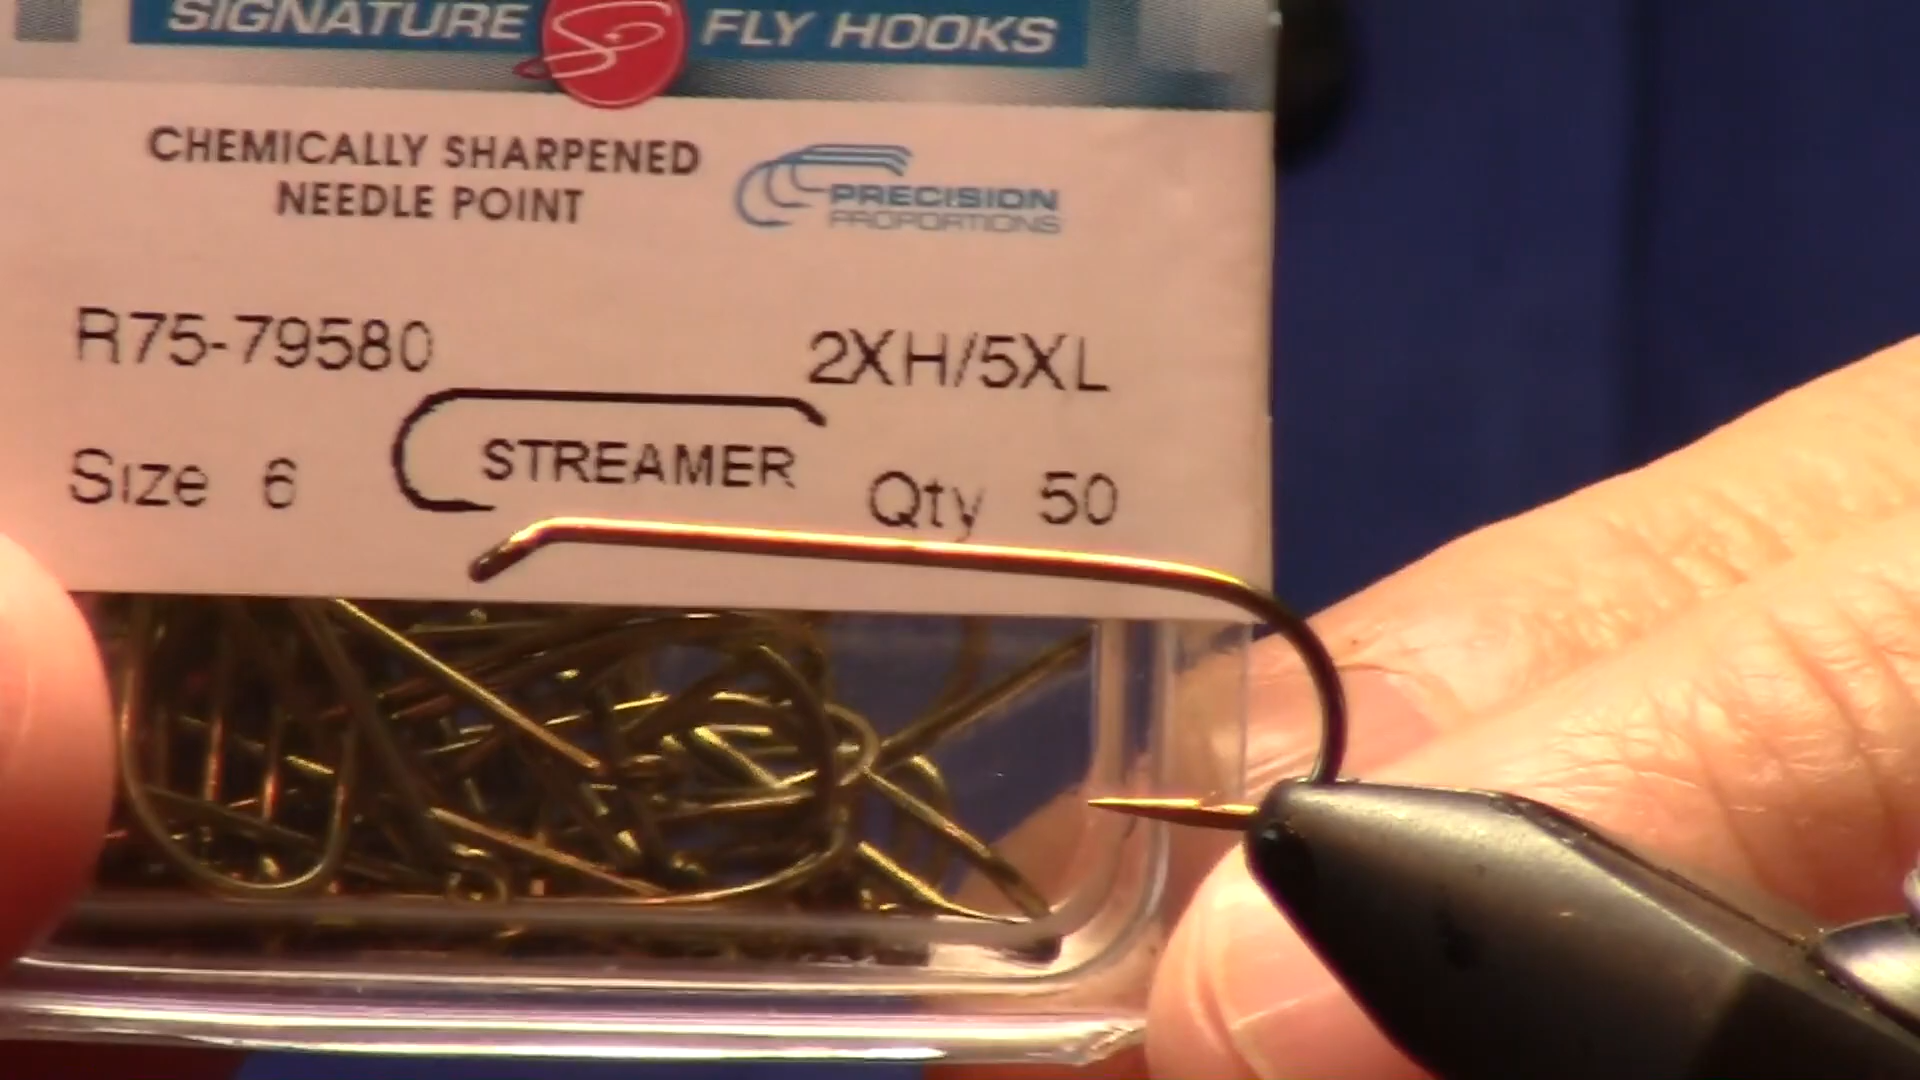 SIGNATURE FLY HOOKS
CHEMICALLY SHARPENED
NEEDLE POINT
PRECISION
PROPORTIONS
R75-79580 2XH/5XL
STREAMER
Size 6 Qty 50